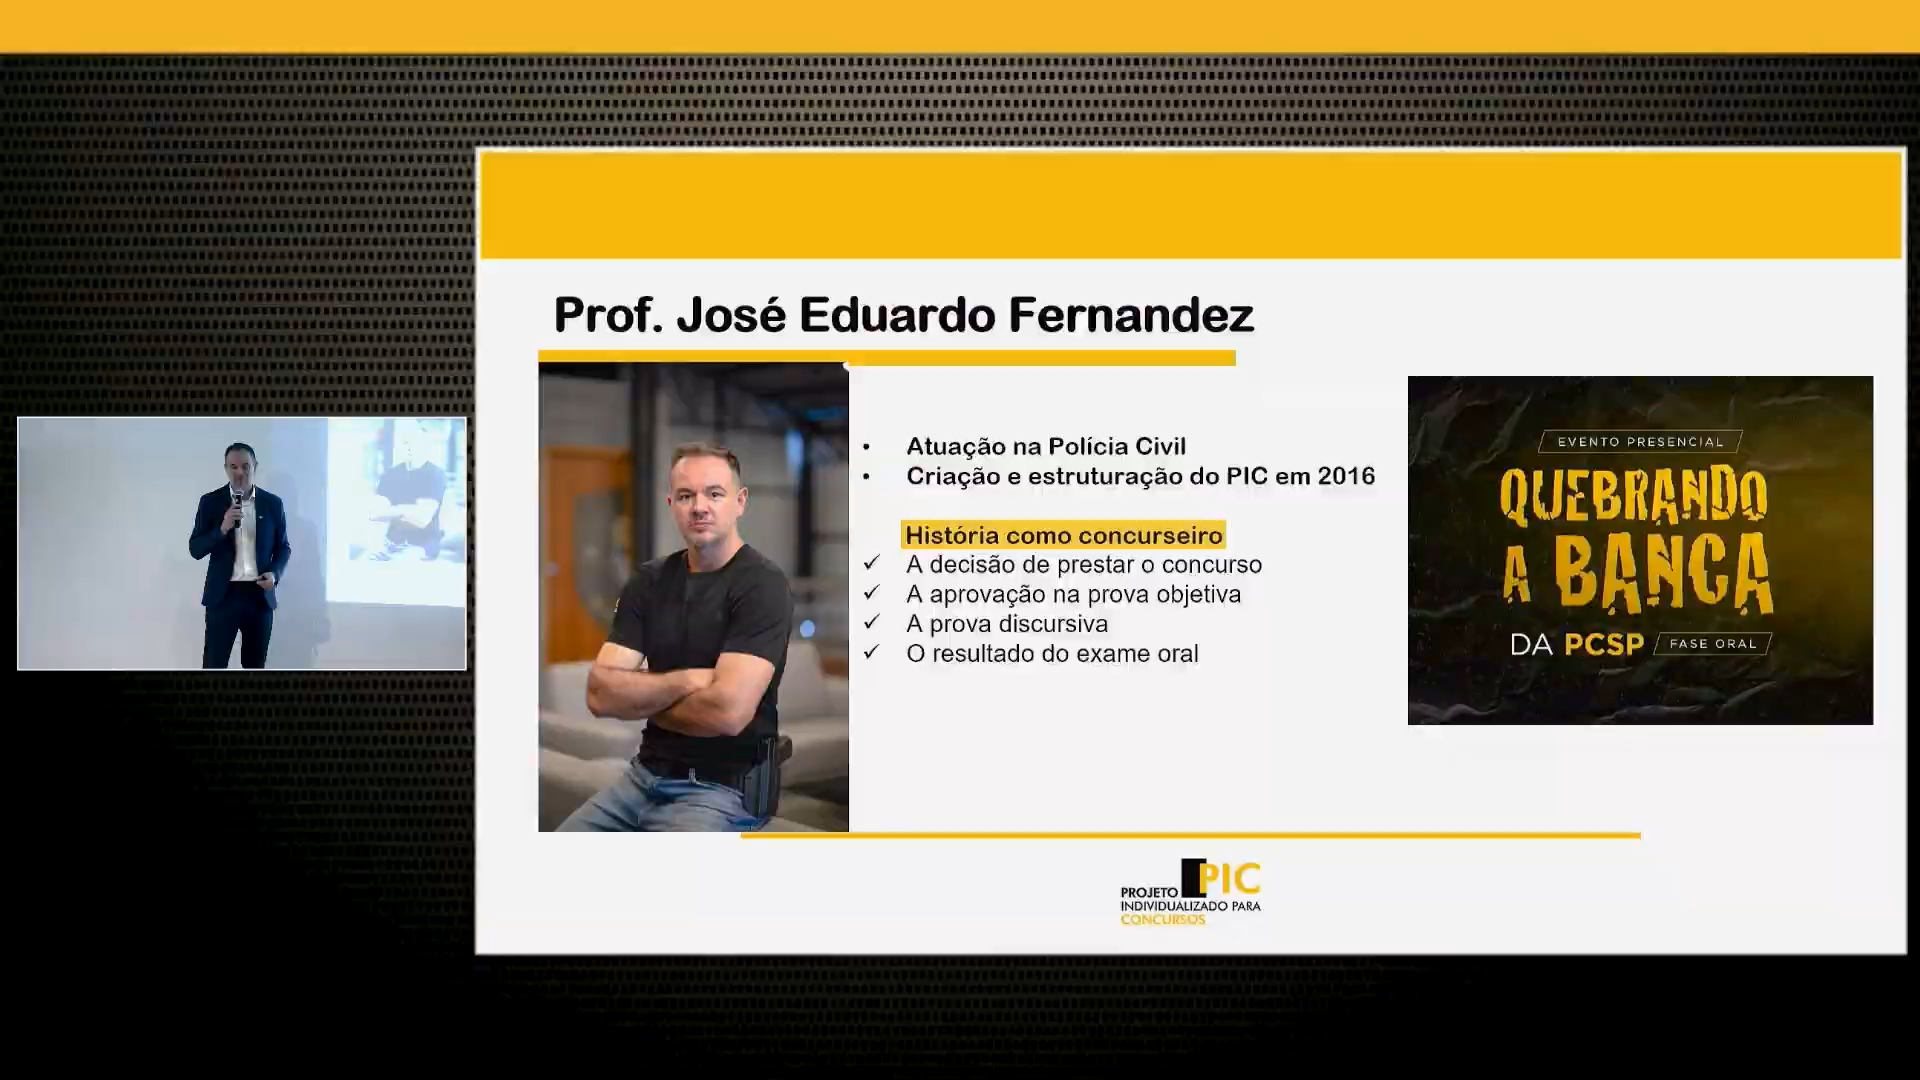 Prof. José Eduardo Fernandez
Atuação na Polícia Civil
Criação e estruturação do PIC em 2016
História como concurseiro
A decisão de prestar o concurso
A aprovação na prova objetiva
A prova discursiva
O resultado do exame oral
EVENTO PRESENCIAL
QUEBRANDO
A BANCA
DA PCSP FASE ORAL
PIC
PROJETO
INDIVIDUALIZADO PARA
CONCURSOS